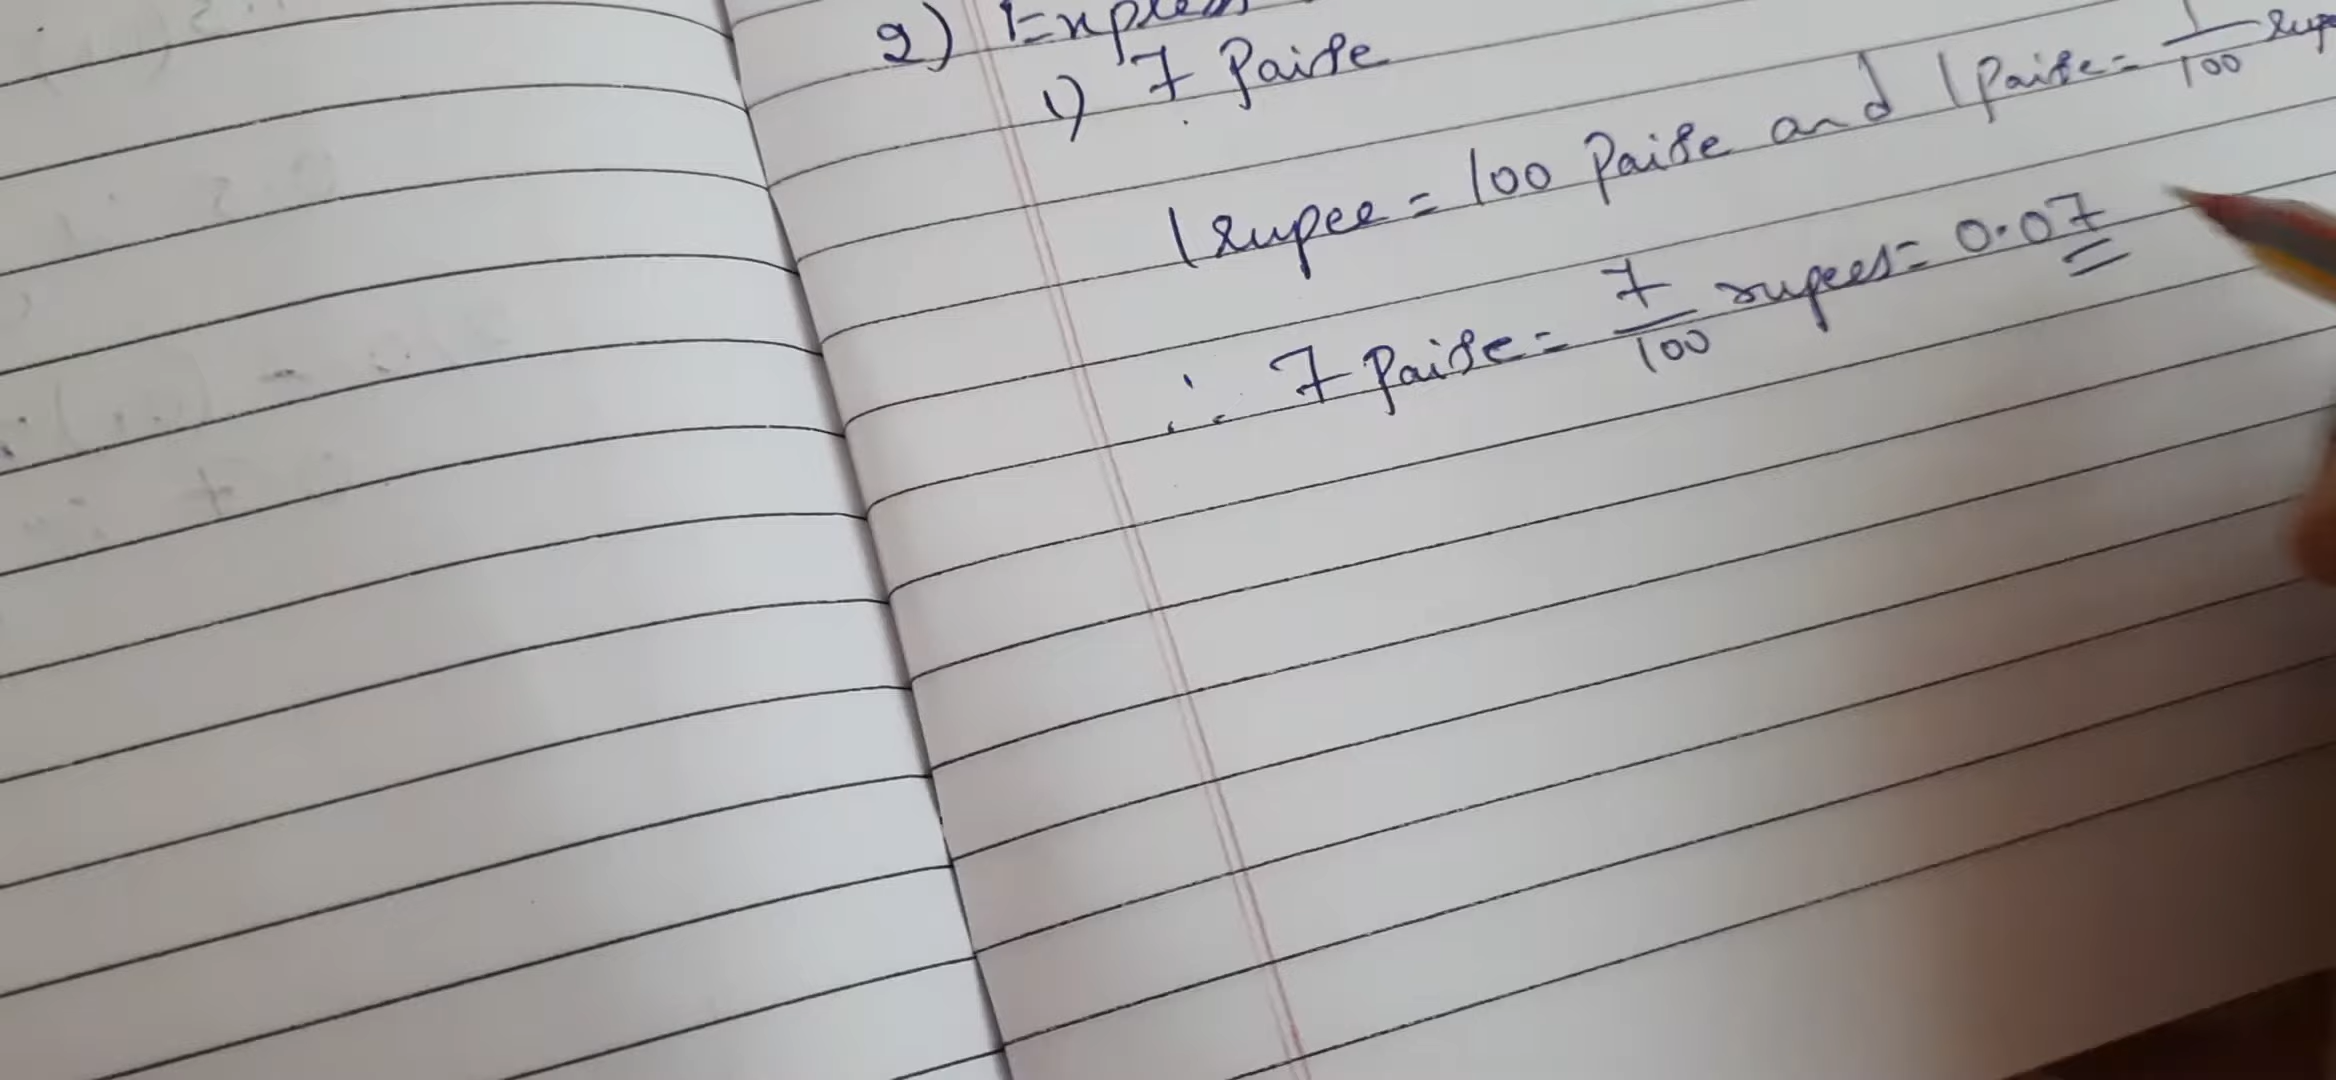 2) Express
1) 7 Paise
1 rupee = 100 Paise and 1 Paise = 1/100
∴ 7 Paise = 7/100 rupees = 0.07